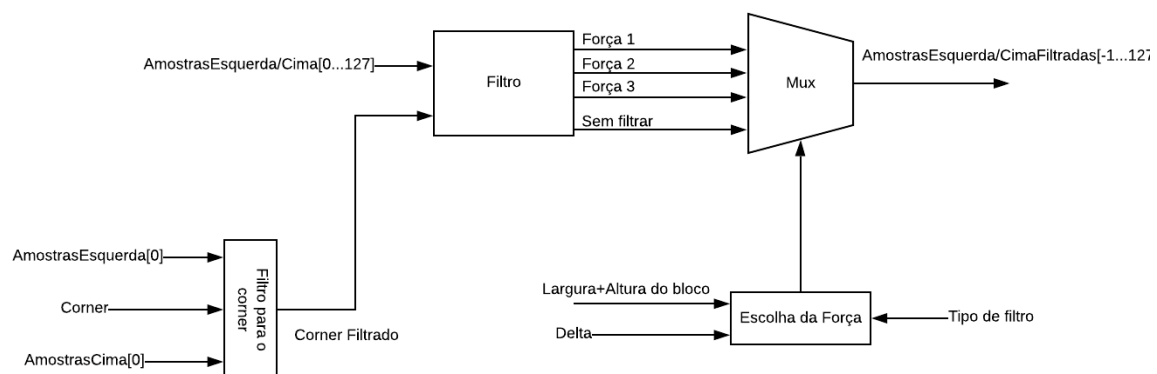 Força 1
AmostrasEsquerda/Cima[0...127]
Força 2
Filtro
Força 3
Sem filtrar
Mux
AmostrasEsquerda/CimaFiltradas[-1...127
AmostrasEsquerda[0]
Corner
AmostrasCima[0]
Filtro para o
corner
Corner Filtrado
Largura+Altura do bloco
Delta
Escolha da Força
Tipo de filtro